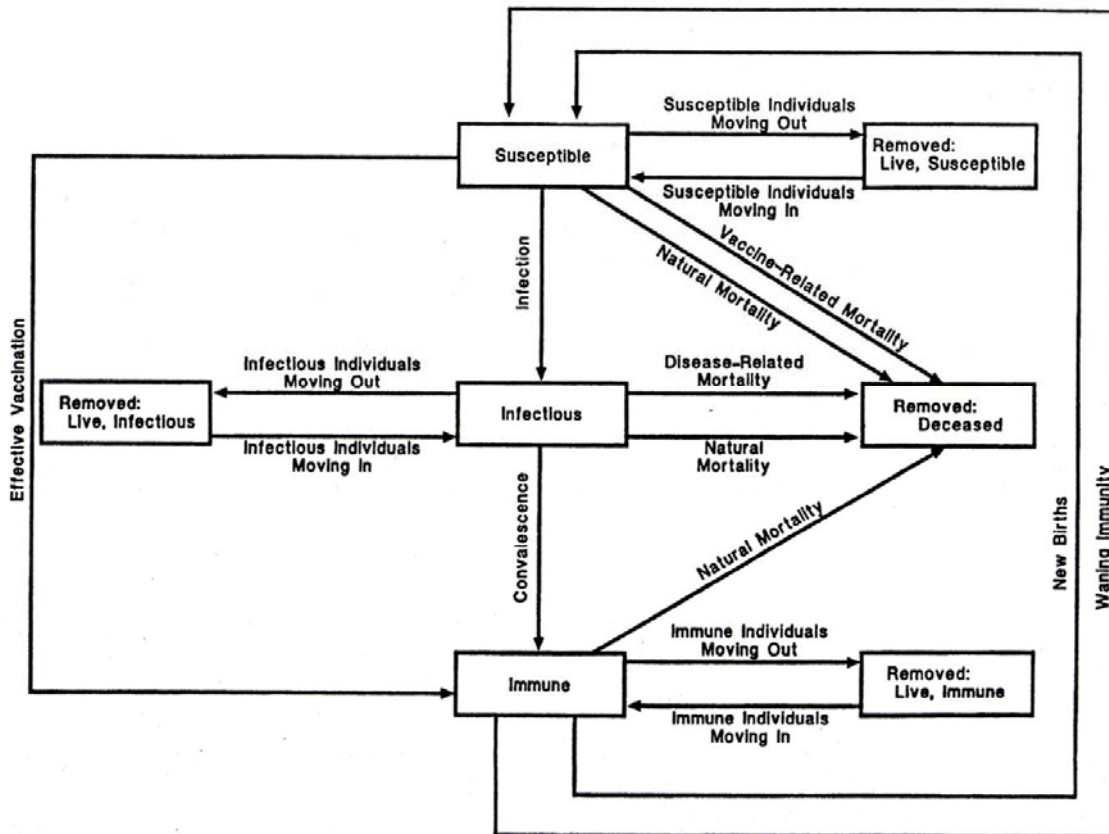 Susceptible Individuals
Moving Out
Susceptible
Removed:
Live, Susceptible
Susceptible Individuals
Moving In
Vaccine-Related Mortality
Natural Mortality
Infection
Effective Vaccination
Infectious Individuals
Moving Out
Disease-Related
Mortality
Removed:
Live, Infectious
Infectious
Removed:
Deceased
Infectious Individuals
Moving In
Natural
Mortality
Convalescence
Natural Mortality
New Births
Waning Immunity
Immune Individuals
Moving Out
Immune
Removed:
Live, Immune
Immune Individuals
Moving In